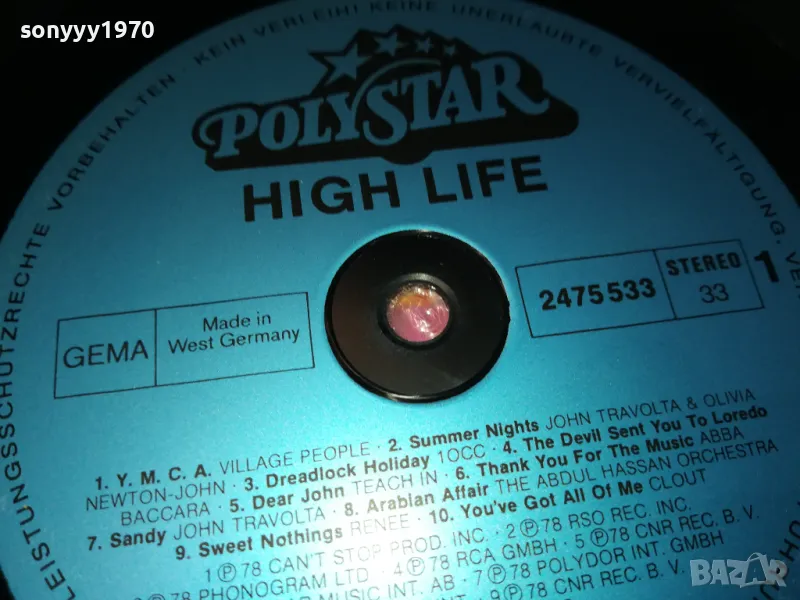 sonyyy1970
LEISTUNGSSCHUTZRECHTE VORBEHALTEN · KEIN VERLEIH! KEINE UNERLAUBTE VERVIELFÄLTIGUNG,
POLYSTAR
HIGH LIFE
GEMA
Made in
West Germany
2475 533
STEREO
33
1
1. Y. M. C. A. VILLAGE PEOPLE · 2. Summer Nights JOHN TRAVOLTA & OLIVIA
NEWTON-JOHN · 3. Dreadlock Holiday 10CC · 4. The Devil Sent You To Loredo
BACCARA · 5. Dear John TEACH IN · 6. Thank You For The Music ABBA
7. Sandy JOHN TRAVOLTA · 8. Arabian Affair THE ABDUL HASSAN ORCHESTRA
9. Sweet Nothings RENEE · 10. You've Got All Of Me CLOUT
1 ℗ 78 CAN'T STOP PROD. INC. · 2 ℗ 78 RSO REC. INC.
℗ 78 PHONOGRAM LTD · 4 ℗ 78 RCA GMBH · 5 ℗ 78 CNR REC. B. V.
MUSIC INT. AB · 7 ℗ 78 POLYDOR INT. GMBH
78 CNR REC. B. V.
BAZAR
bg